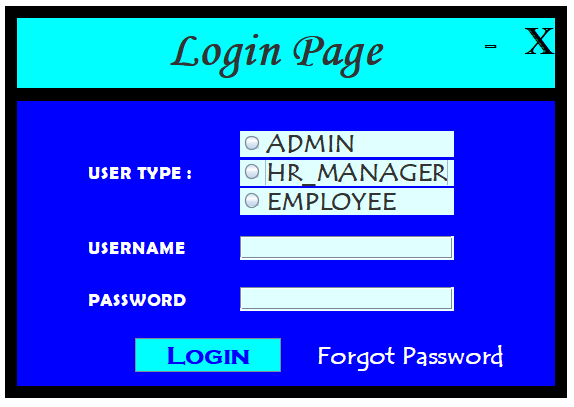 Login Page
- X
ADMIN
USER TYPE :
HR_MANAGER
EMPLOYEE
USERNAME
PASSWORD
LOGIN
Forgot Password